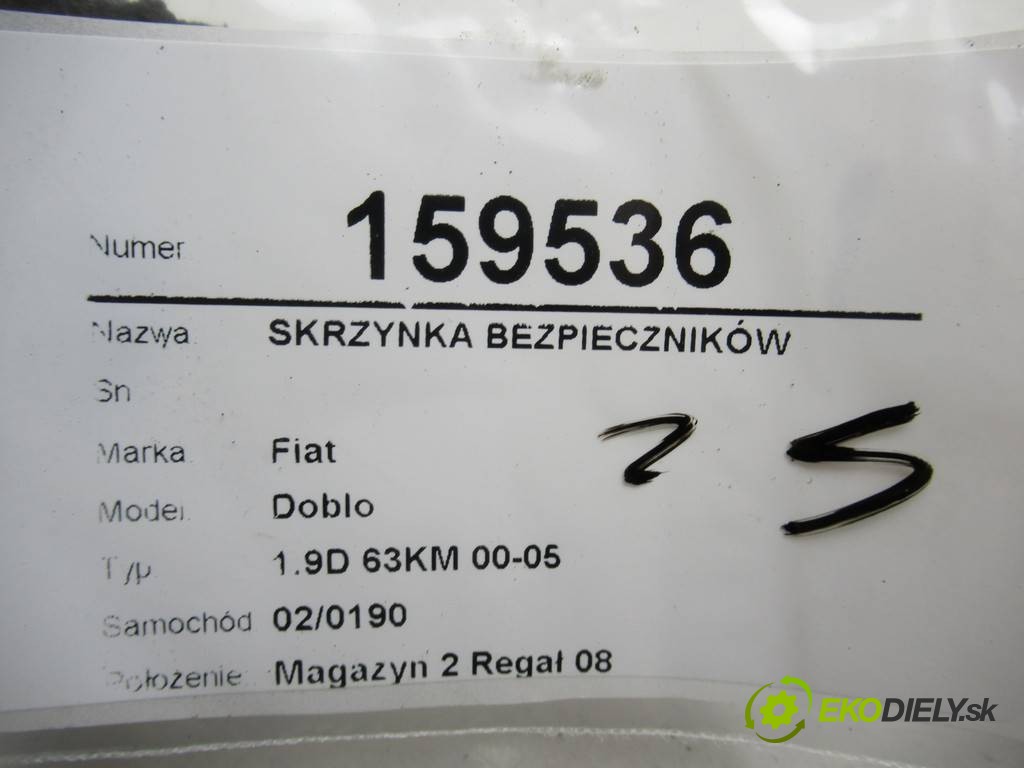 Numer 159536
Nazwa SKRZYNKA BEZPIECZNIKÓW
Sn
Marka Fiat
2 5
Model Doblo
Typ 1.9D 63KM 00-05
Samochód 02/0190
Położenie Magazyn 2 Regał 08
EKODIELY.sk